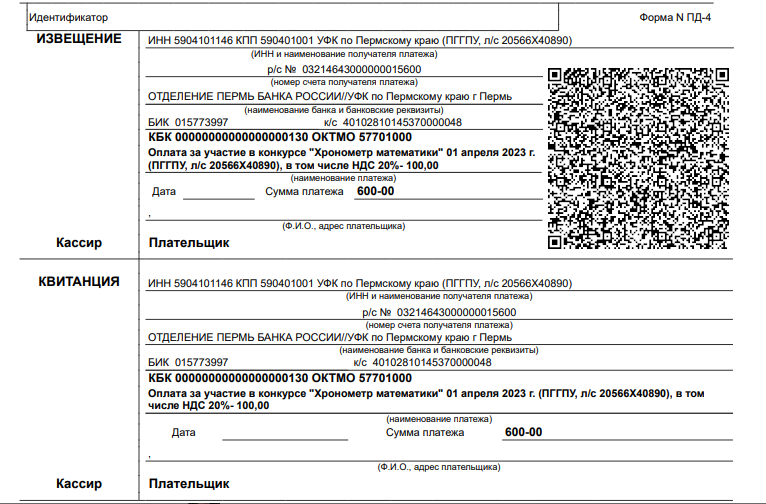 Идентификатор
Форма N ПД-4
ИЗВЕЩЕНИЕ
ИНН 5904101146 КПП 590401001 УФК по Пермскому краю (ПГГПУ, л/с 20566Х40890)
(ИНН и наименование получателя платежа)
р/с № 03214643000000015600
(номер счета получателя платежа)
ОТДЕЛЕНИЕ ПЕРМЬ БАНКА РОССИИ//УФК по Пермскому краю г Пермь
(наименование банка и банковские реквизиты)
БИК 015773997 к/с 40102810145370000048
КБК 00000000000000000130 ОКТМО 57701000
Оплата за участие в конкурсе "Хронометр математики" 01 апреля 2023 г.
(ПГГПУ, л/с 20566Х40890), в том числе НДС 20%- 100,00
(наименование платежа)
Дата Сумма платежа 600-00
,
(Ф.И.О., адрес плательщика)
Кассир Плательщик
КВИТАНЦИЯ
ИНН 5904101146 КПП 590401001 УФК по Пермскому краю (ПГГПУ, л/с 20566Х40890)
(ИНН и наименование получателя платежа)
р/с № 03214643000000015600
(номер счета получателя платежа)
ОТДЕЛЕНИЕ ПЕРМЬ БАНКА РОССИИ//УФК по Пермскому краю г Пермь
(наименование банка и банковские реквизиты)
БИК 015773997 к/с 40102810145370000048
КБК 00000000000000000130 ОКТМО 57701000
Оплата за участие в конкурсе "Хронометр математики" 01 апреля 2023 г. (ПГГПУ, л/с 20566Х40890), в том
числе НДС 20%- 100,00
(наименование платежа)
Дата Сумма платежа 600-00
,
(Ф.И.О., адрес плательщика)
Кассир Плательщик